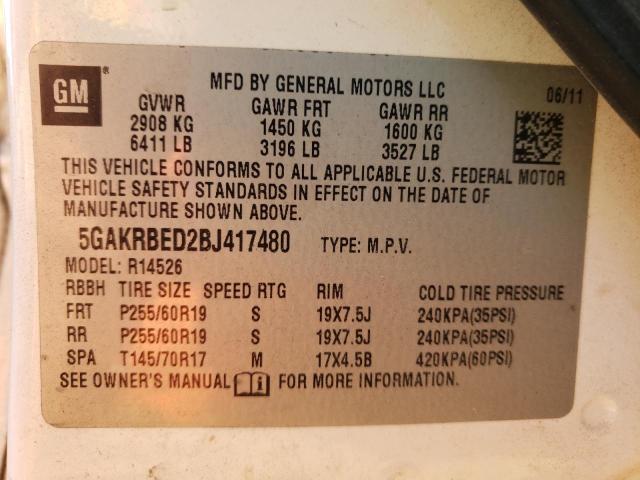 GM ®
MFD BY GENERAL MOTORS LLC
06/11
GVWR GAWR FRT GAWR RR
2908 KG 1450 KG 1600 KG
6411 LB 3196 LB 3527 LB
THIS VEHICLE CONFORMS TO ALL APPLICABLE U.S. FEDERAL MOTOR
VEHICLE SAFETY STANDARDS IN EFFECT ON THE DATE OF
MANUFACTURE SHOWN ABOVE.
5GAKRBED2BJ417480 TYPE: M.P.V.
MODEL: R14526
RBBH TIRE SIZE SPEED RTG RIM COLD TIRE PRESSURE
FRT P255/60R19 S 19X7.5J 240KPA(35PSI)
RR P255/60R19 S 19X7.5J 240KPA(35PSI)
SPA T145/70R17 M 17X4.5B 420KPA(60PSI)
SEE OWNER'S MANUAL FOR MORE INFORMATION.